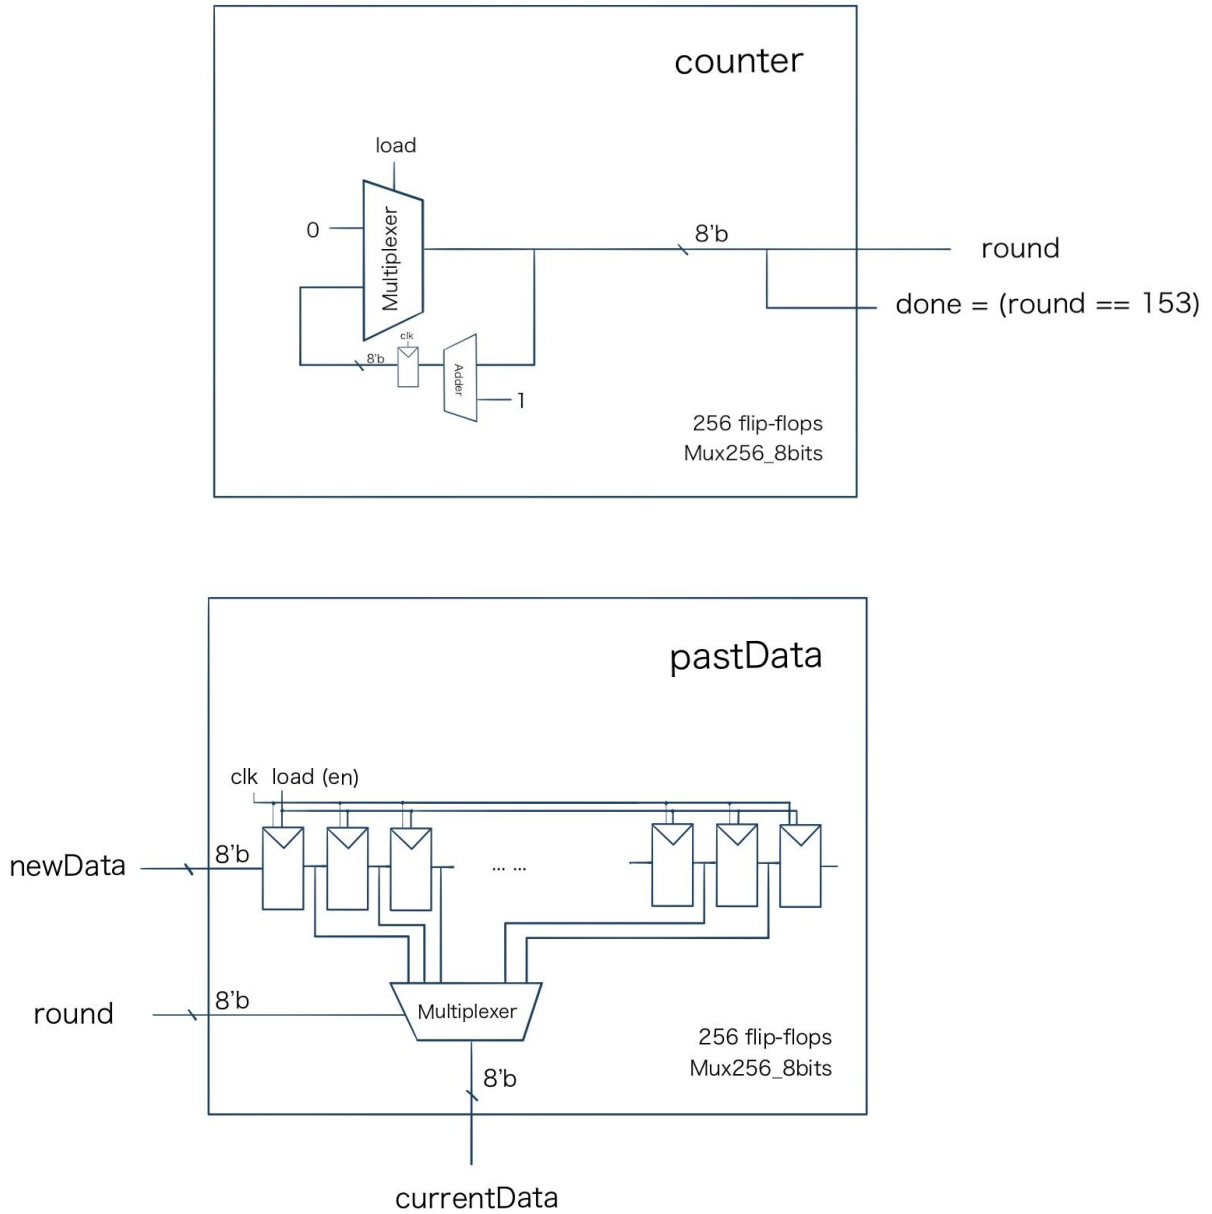 counter
load
0
Multiplexer
8'b
round
done = (round == 153)
clk
8'b
Adder
1
256 flip-flops
Mux256_8bits
pastData
clk load (en)
newData
8'b
... ...
round
8'b
Multiplexer
256 flip-flops
Mux256_8bits
8'b
currentData